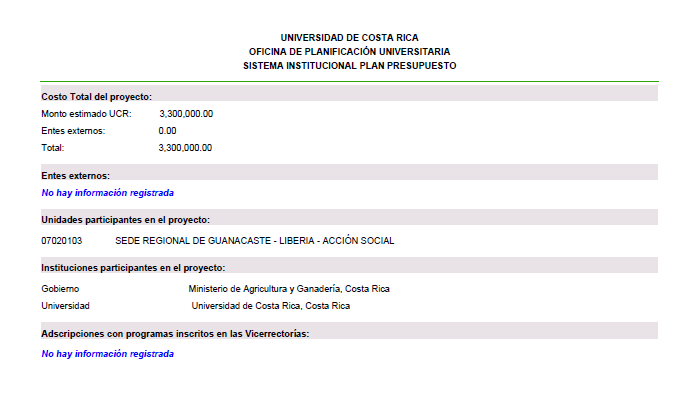 UNIVERSIDAD DE COSTA RICA
OFICINA DE PLANIFICACIÓN UNIVERSITARIA
SISTEMA INSTITUCIONAL PLAN PRESUPUESTO
Costo Total del proyecto:
Monto estimado UCR: 3,300,000.00
Entes externos: 0.00
Total: 3,300,000.00
Entes externos:
No hay información registrada
Unidades participantes en el proyecto:
07020103 SEDE REGIONAL DE GUANACASTE - LIBERIA - ACCIÓN SOCIAL
Instituciones participantes en el proyecto:
Gobierno Ministerio de Agricultura y Ganadería, Costa Rica
Universidad Universidad de Costa Rica, Costa Rica
Adscripciones con programas inscritos en las Vicerrectorías:
No hay información registrada